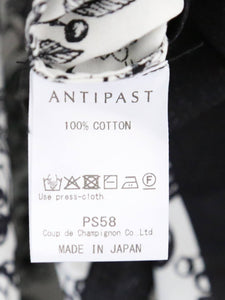 ANTIPAST
100% COTTON
Use press-cloth.
PS58
Coup de Champignon Co.Ltd
MADE IN JAPAN